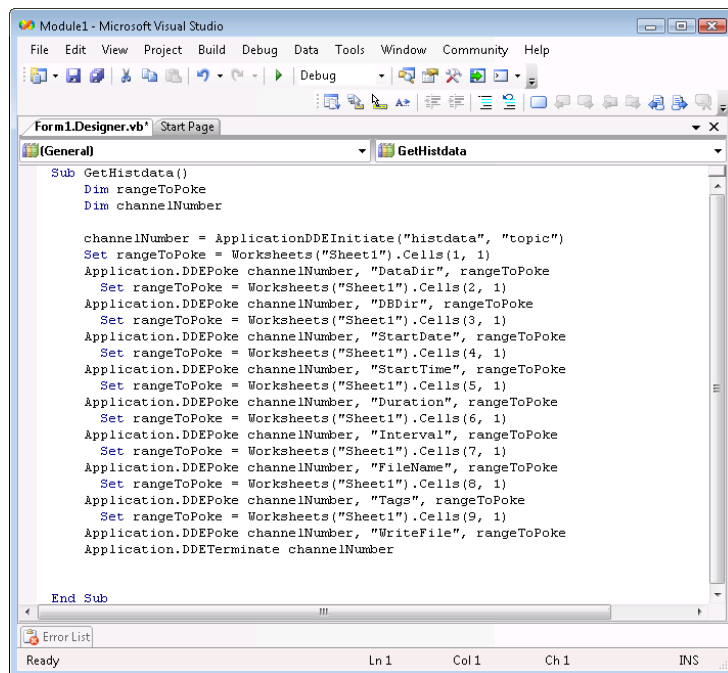 Module1 - Microsoft Visual Studio
File Edit View Project Build Debug Data Tools Window Community Help
Debug
Form1.Designer.vb* Start Page
(General) GetHistdata
Sub GetHistdata()
Dim rangeToPoke
Dim channelNumber
channelNumber = ApplicationDDEInitiate("histdata", "topic")
Set rangeToPoke = Worksheets("Sheet1").Cells(1, 1)
Application.DDEPoke channelNumber, "DataDir", rangeToPoke
Set rangeToPoke = Worksheets("Sheet1").Cells(2, 1)
Application.DDEPoke channelNumber, "DBDir", rangeToPoke
Set rangeToPoke = Worksheets("Sheet1").Cells(3, 1)
Application.DDEPoke channelNumber, "StartDate", rangeToPoke
Set rangeToPoke = Worksheets("Sheet1").Cells(4, 1)
Application.DDEPoke channelNumber, "StartTime", rangeToPoke
Set rangeToPoke = Worksheets("Sheet1").Cells(5, 1)
Application.DDEPoke channelNumber, "Duration", rangeToPoke
Set rangeToPoke = Worksheets("Sheet1").Cells(6, 1)
Application.DDEPoke channelNumber, "Interval", rangeToPoke
Set rangeToPoke = Worksheets("Sheet1").Cells(7, 1)
Application.DDEPoke channelNumber, "FileName", rangeToPoke
Set rangeToPoke = Worksheets("Sheet1").Cells(8, 1)
Application.DDEPoke channelNumber, "Tags", rangeToPoke
Set rangeToPoke = Worksheets("Sheet1").Cells(9, 1)
Application.DDEPoke channelNumber, "WriteFile", rangeToPoke
Application.DDETerminate channelNumber
End Sub
Error List
Ready Ln 1 Col 1 Ch 1 INS